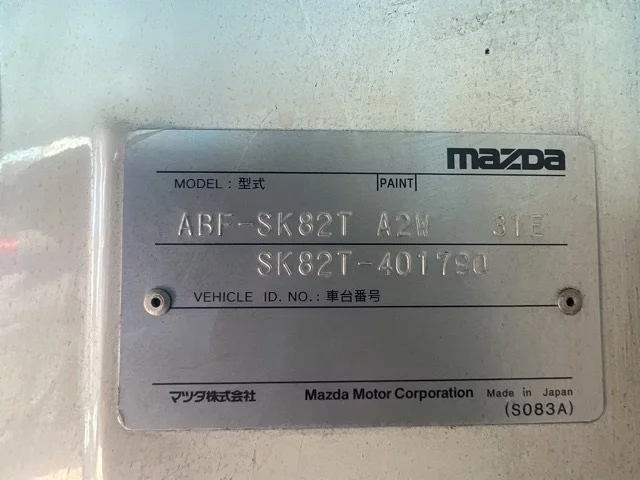 mazda
MODEL：型式 PAINT
ABF-SK82T A2W 31E
SK82T-401790
VEHICLE ID. NO.：車台番号
マツダ株式会社 Mazda Motor Corporation Made in Japan
(S083A)